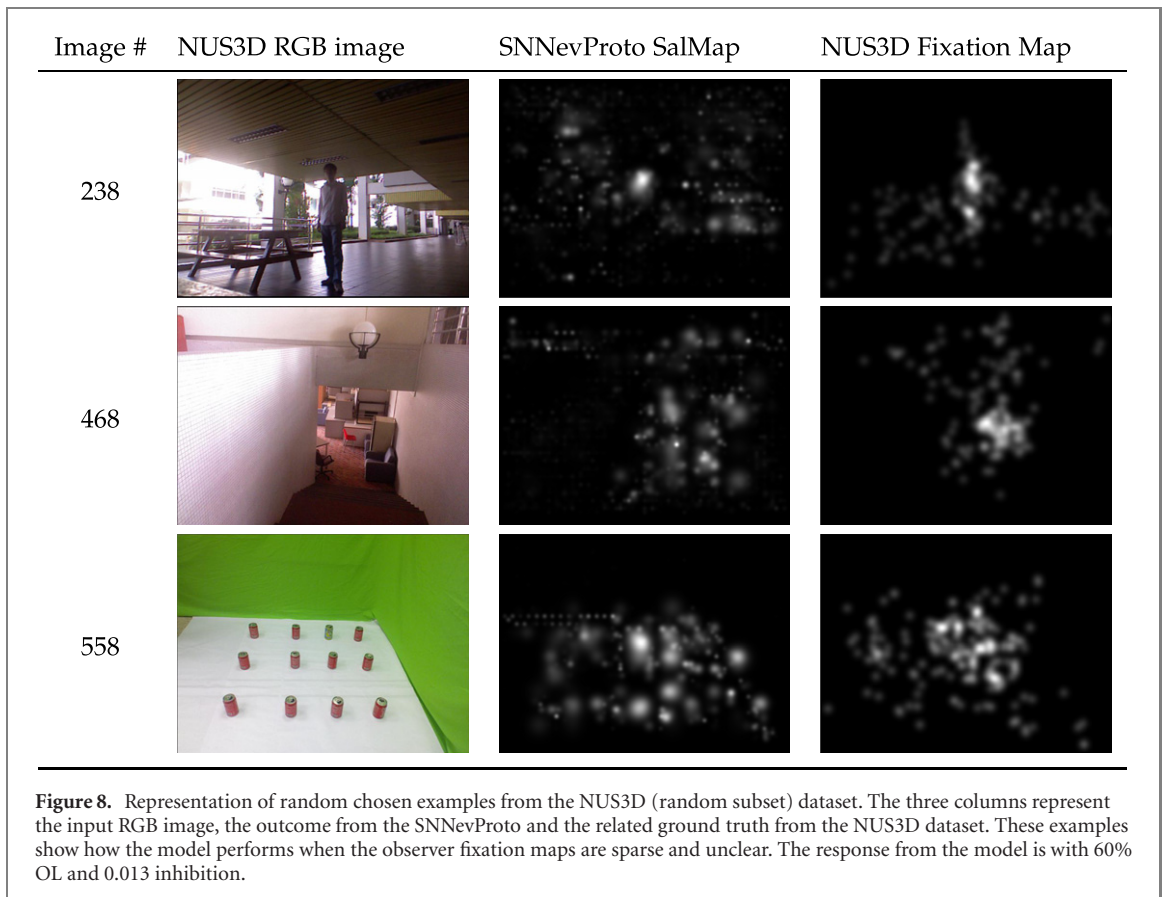 Image # NUS3D RGB image SNNevProto SalMap NUS3D Fixation Map
238
468
558
Figure 8. Representation of random chosen examples from the NUS3D (random subset) dataset. The three columns represent
the input RGB image, the outcome from the SNNevProto and the related ground truth from the NUS3D dataset. These examples
show how the model performs when the observer fixation maps are sparse and unclear. The response from the model is with 60%
OL and 0.013 inhibition.